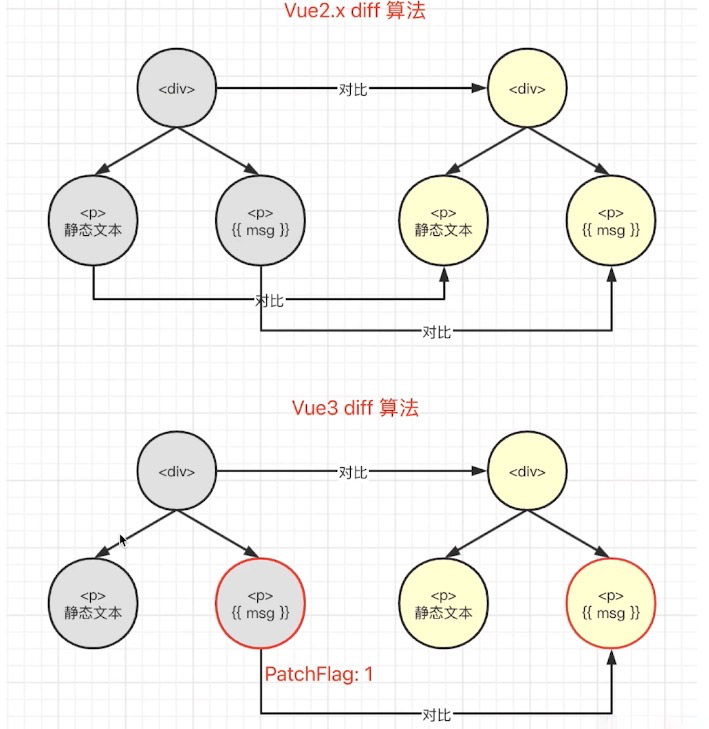 Vue2.x diff 算法
<div>
对比
<div>
<p>
静态文本
<p>
{{ msg }}
<p>
静态文本
<p>
{{ msg }}
对比
对比
Vue3 diff 算法
<div>
对比
<div>
<p>
静态文本
<p>
{{ msg }}
<p>
静态文本
<p>
{{ msg }}
PatchFlag: 1
对比